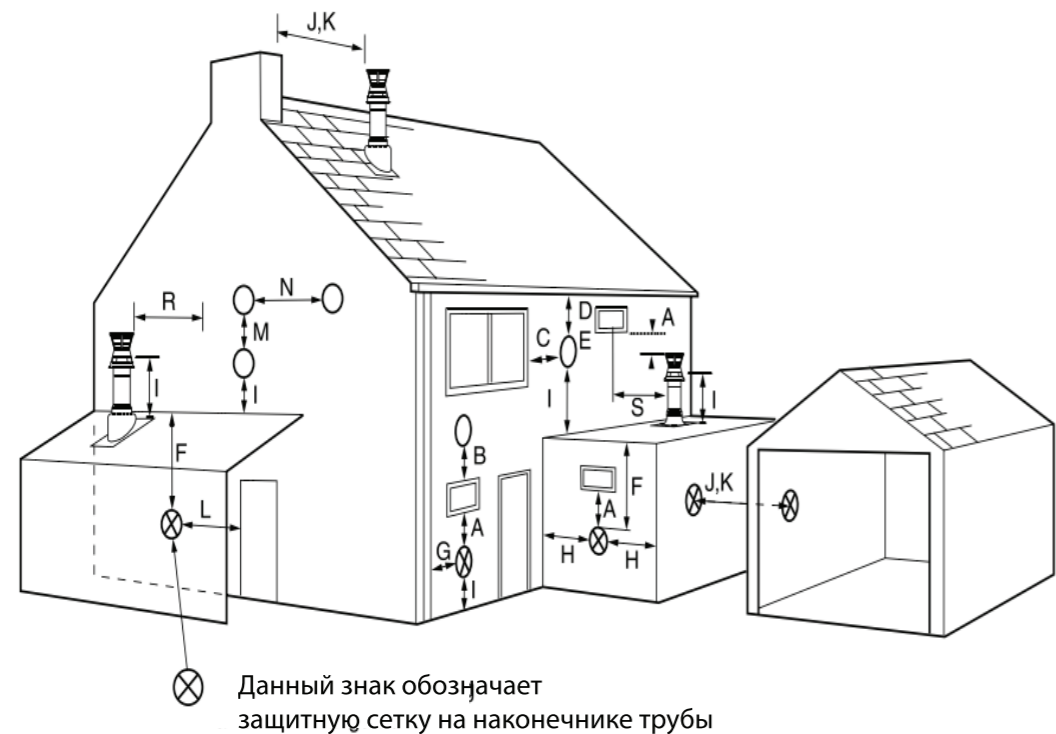 J,K
N
R
M
I
I
F
L
D
E
C
A
I
S
I
B
A
G
I
F
A
H
H
J,K
Данный знак обозначает
защитную сетку на наконечнике трубы